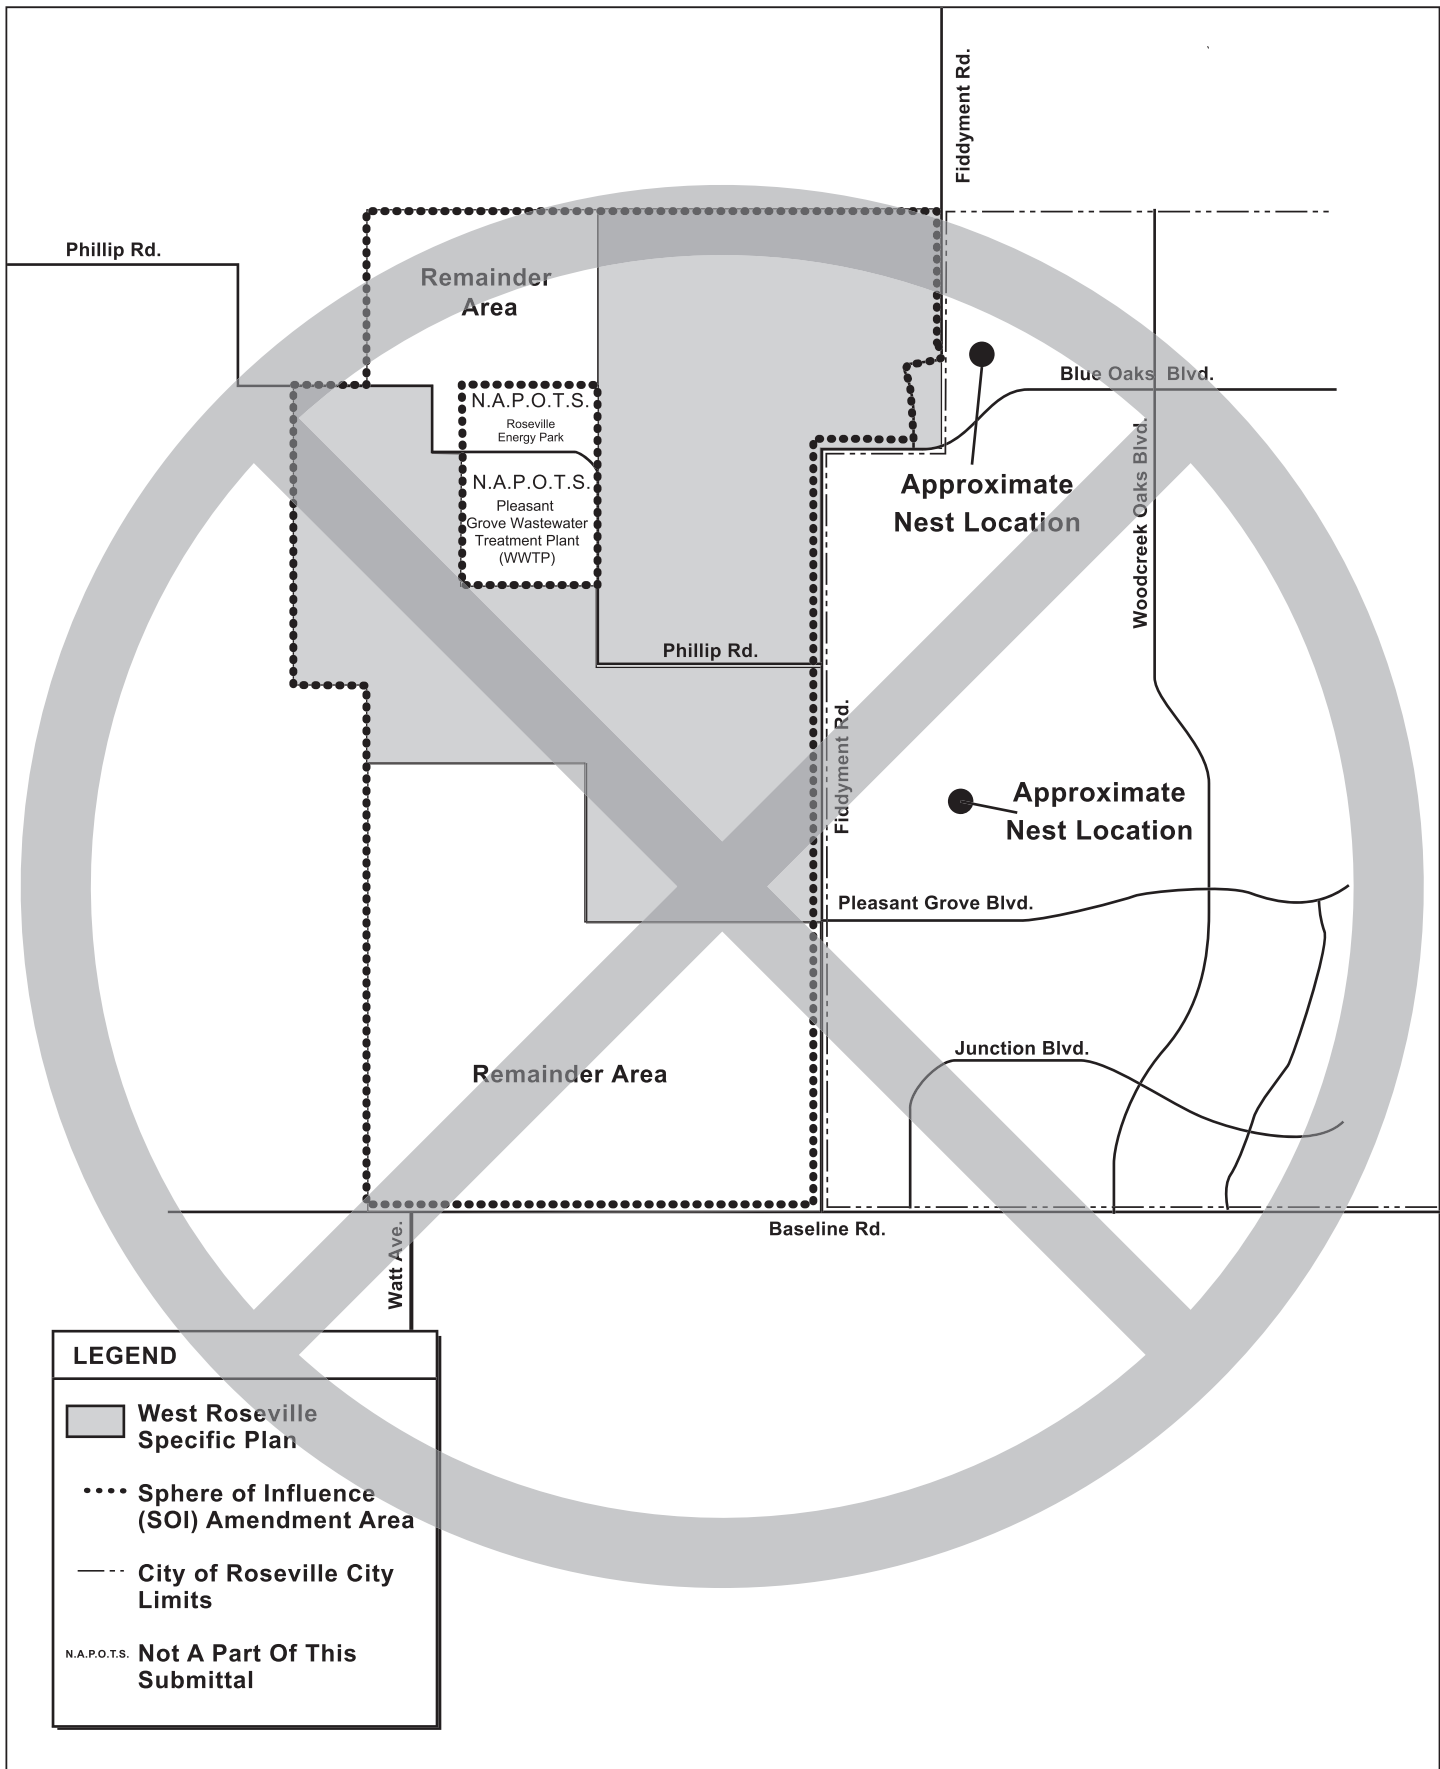 Fiddyment Rd.
Phillip Rd.
Remainder
Area
Blue Oaks Blvd.
N.A.P.O.T.S.
Roseville
Energy Park
Woodcreek Oaks Blvd.
N.A.P.O.T.S.
Pleasant
Grove Wastewater
Treatment Plant
(WWTP)
Approximate
Nest Location
Phillip Rd.
Fiddyment Rd.
Approximate
Nest Location
Pleasant Grove Blvd.
Junction Blvd.
Remainder Area
Baseline Rd.
Watt Ave.
LEGEND
West Roseville
Specific Plan
Sphere of Influence
(SOI) Amendment Area
City of Roseville City
Limits
N.A.P.O.T.S. Not A Part Of This
Submittal